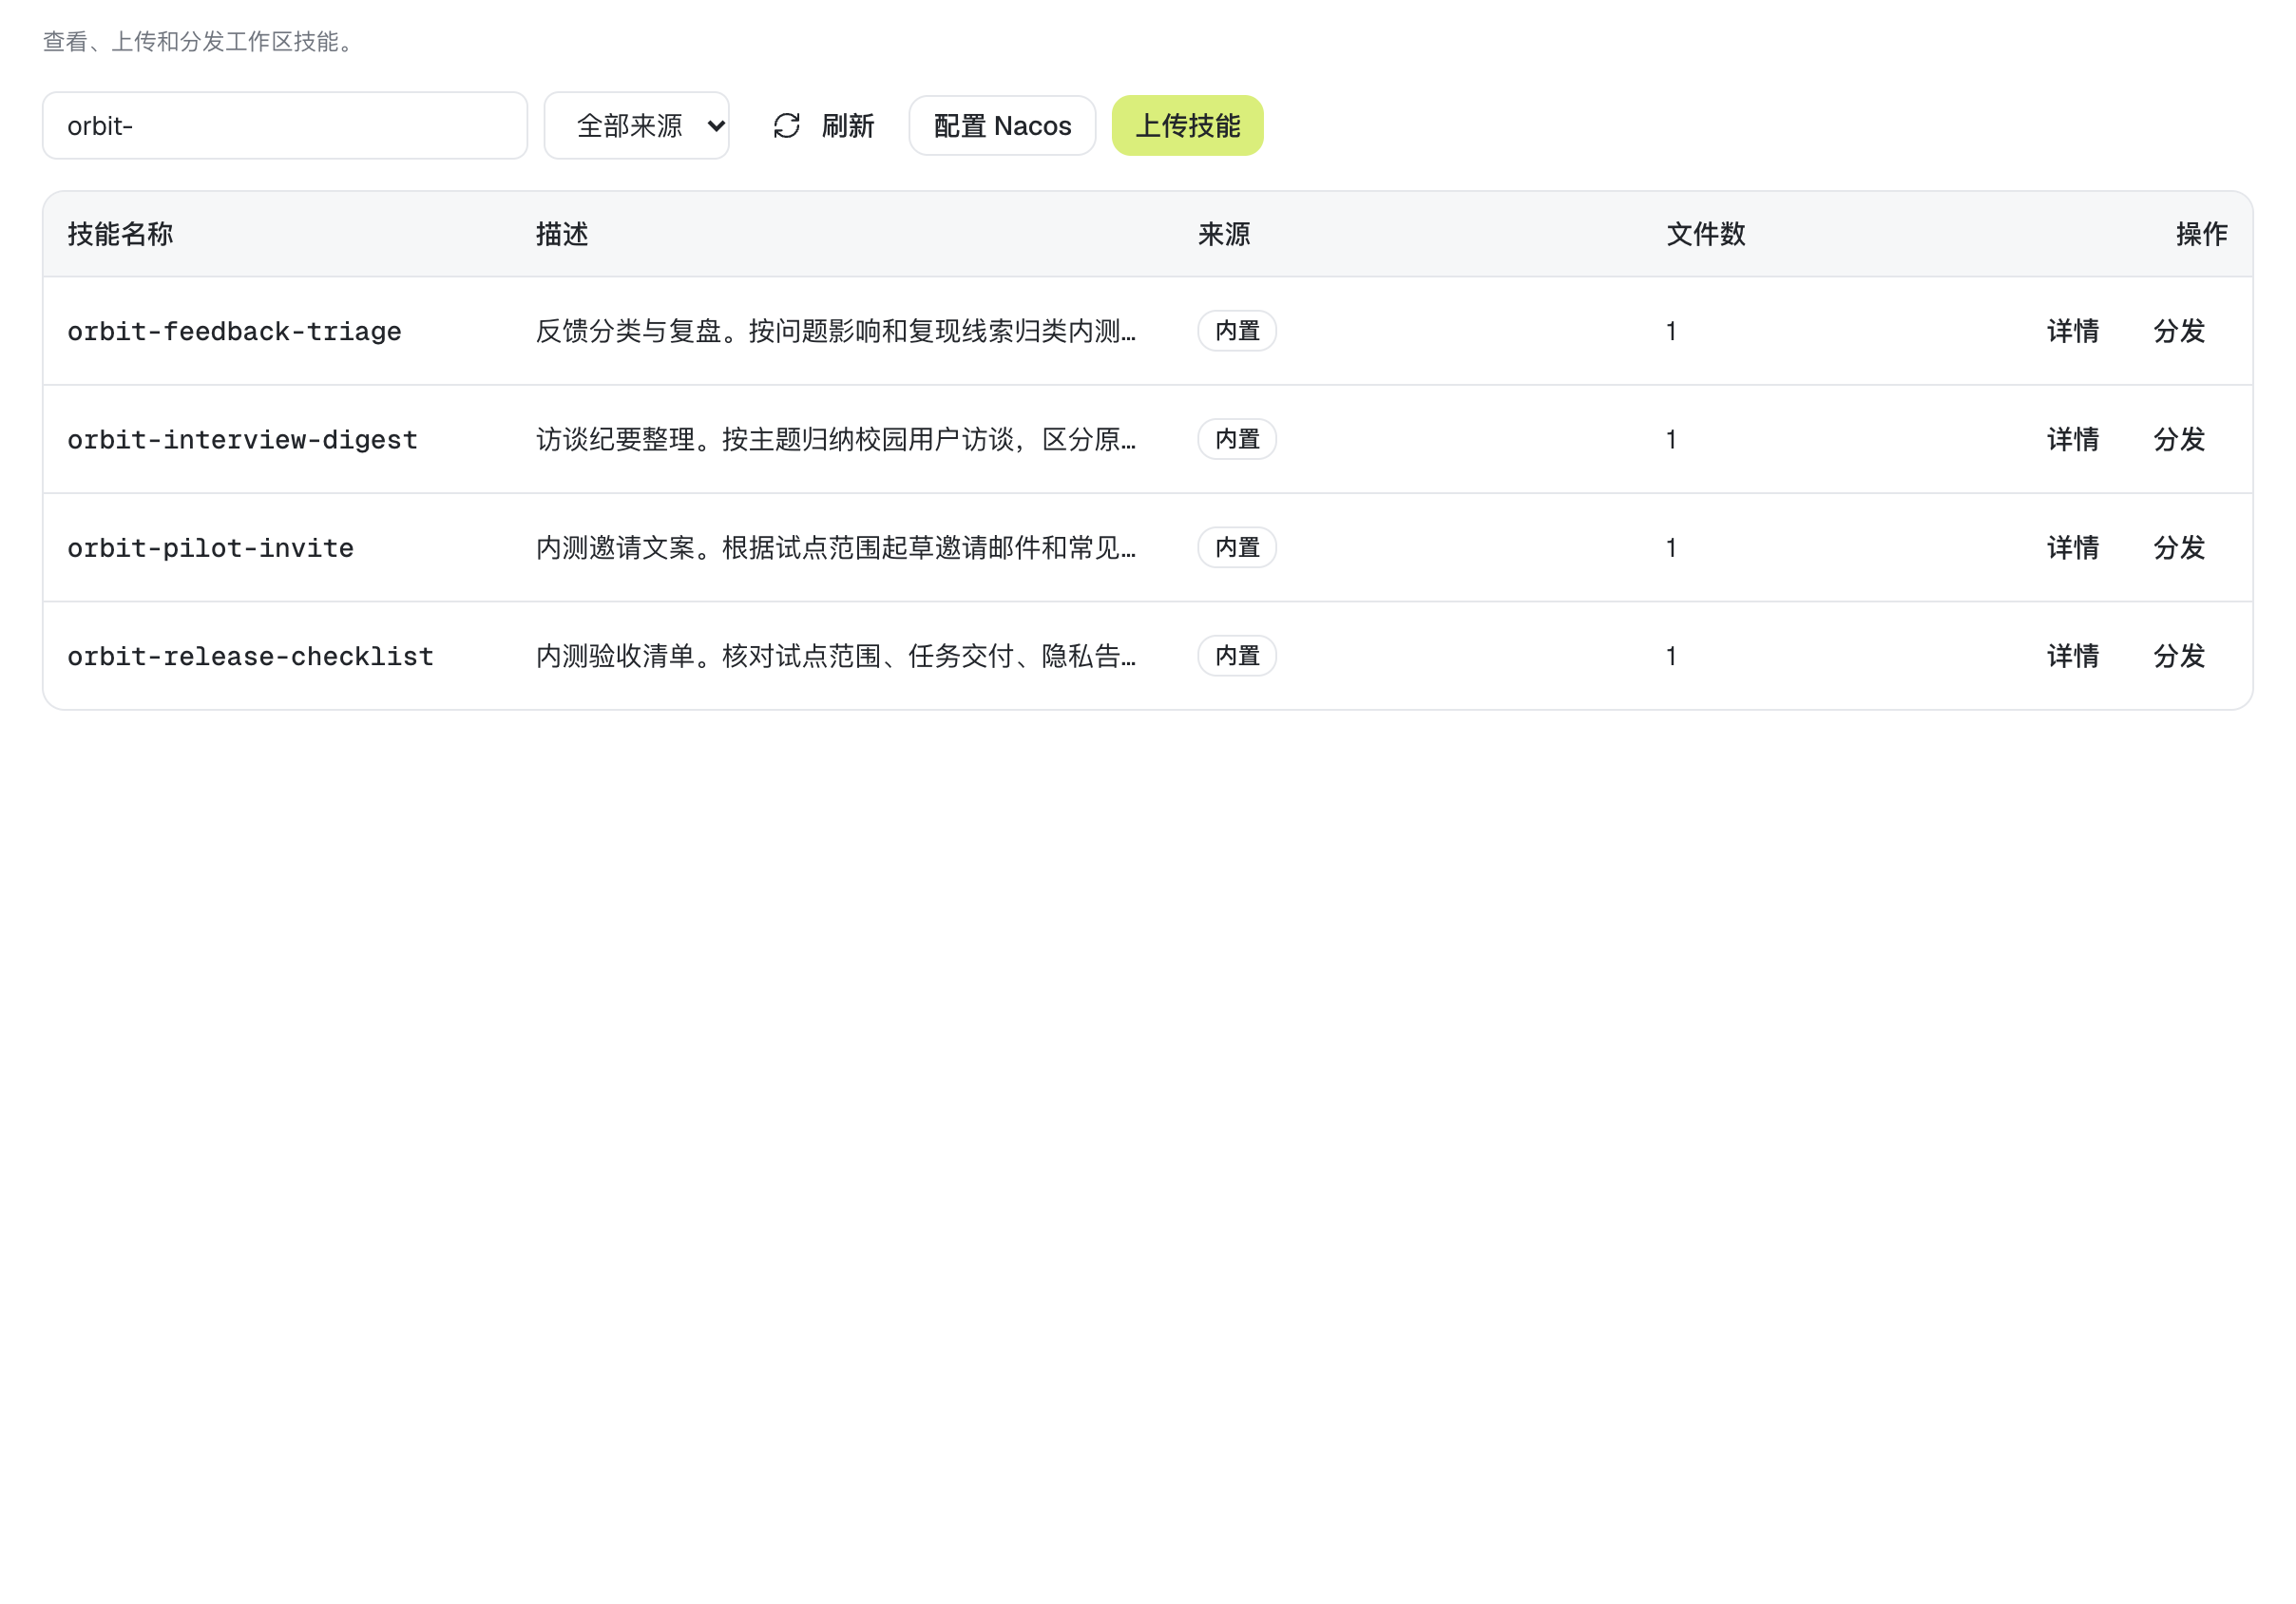 查看、上传和分发工作区技能。
orbit- 全部来源 刷新 配置 Nacos 上传技能
技能名称 描述 来源 文件数 操作
orbit-feedback-triage 反馈分类与复盘。按问题影响和复现线索归类内测… 内置 1 详情 分发
orbit-interview-digest 访谈纪要整理。按主题归纳校园用户访谈，区分原… 内置 1 详情 分发
orbit-pilot-invite 内测邀请文案。根据试点范围起草邀请邮件和常见… 内置 1 详情 分发
orbit-release-checklist 内测验收清单。核对试点范围、任务交付、隐私告… 内置 1 详情 分发